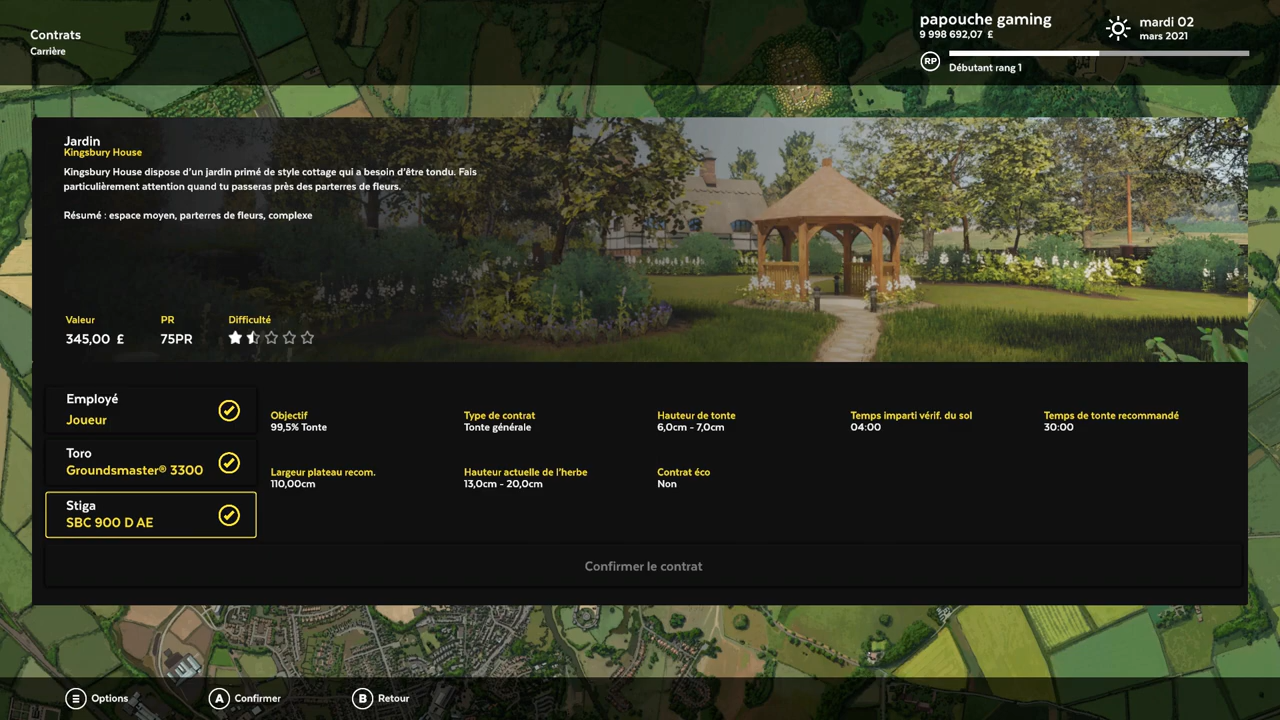 Contrats
Carrière
papouche gaming
9 998 692,07 £
mardi 02
mars 2021
RP
Débutant rang 1
Jardin
Kingsbury House
Kingsbury House dispose d'un jardin primé de style cottage qui a besoin d'être tondu. Fais
particulièrement attention quand tu passeras près des parterres de fleurs.
Résumé : espace moyen, parterres de fleurs, complexe
Valeur
PR
Difficulté
345,00 £
75PR
Employé
Joueur
Toro
Groundsmaster® 3300
Stiga
SBC 900 D AE
Objectif
99,5% Tonte
Type de contrat
Tonte générale
Hauteur de tonte
6,0cm - 7,0cm
Temps imparti vérif. du sol
04:00
Temps de tonte recommandé
30:00
Largeur plateau recom.
110,00cm
Hauteur actuelle de l'herbe
13,0cm - 20,0cm
Contrat éco
Non
Confirmer le contrat
Options
A Confirmer
B Retour